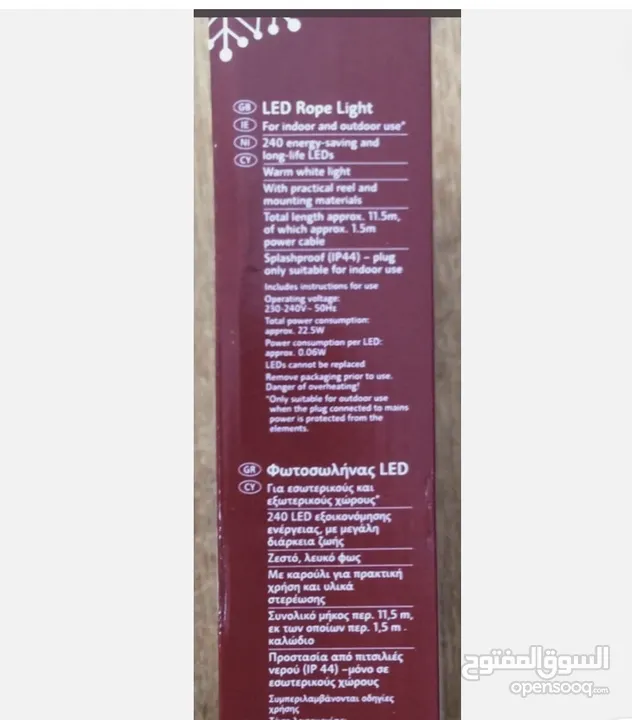 GB LED Rope Light
IE For indoor and outdoor use*
NI 240 energy-saving and
CY long-life LEDs
Warm white light
With practical reel and
mounting materials
Total length approx. 11.5m,
of which approx. 1.5m
power cable
Splashproof (IP44) – plug
only suitable for indoor use
Includes instructions for use
Operating voltage:
230-240V~ 50Hz
Total power consumption:
approx. 22.5W
Power consumption per LED:
approx. 0.06W
LEDs cannot be replaced
Remove packaging prior to use.
Danger of overheating!
*Only suitable for outdoor use
when the plug connected to mains
power is protected from the
elements.
GR Φωτοσωλήνας LED
CY Για εσωτερικούς και
εξωτερικούς χώρους*
240 LED εξοικονόμησης
ενέργειας, με μεγάλη
διάρκεια ζωής
Ζεστό, λευκό φως
Με καρούλι για πρακτική
χρήση και υλικά
στερέωσης
Συνολικό μήκος περ. 11,5 m,
εκ των οποίων περ. 1,5 m .
καλώδιο
Προστασία από πιτσιλιές
νερού (IP 44) –μόνο σε
εσωτερικούς χώρους
Συμπεριλαμβάνονται οδηγίες
χρήσης
السوق المفتوح
opensooq.com